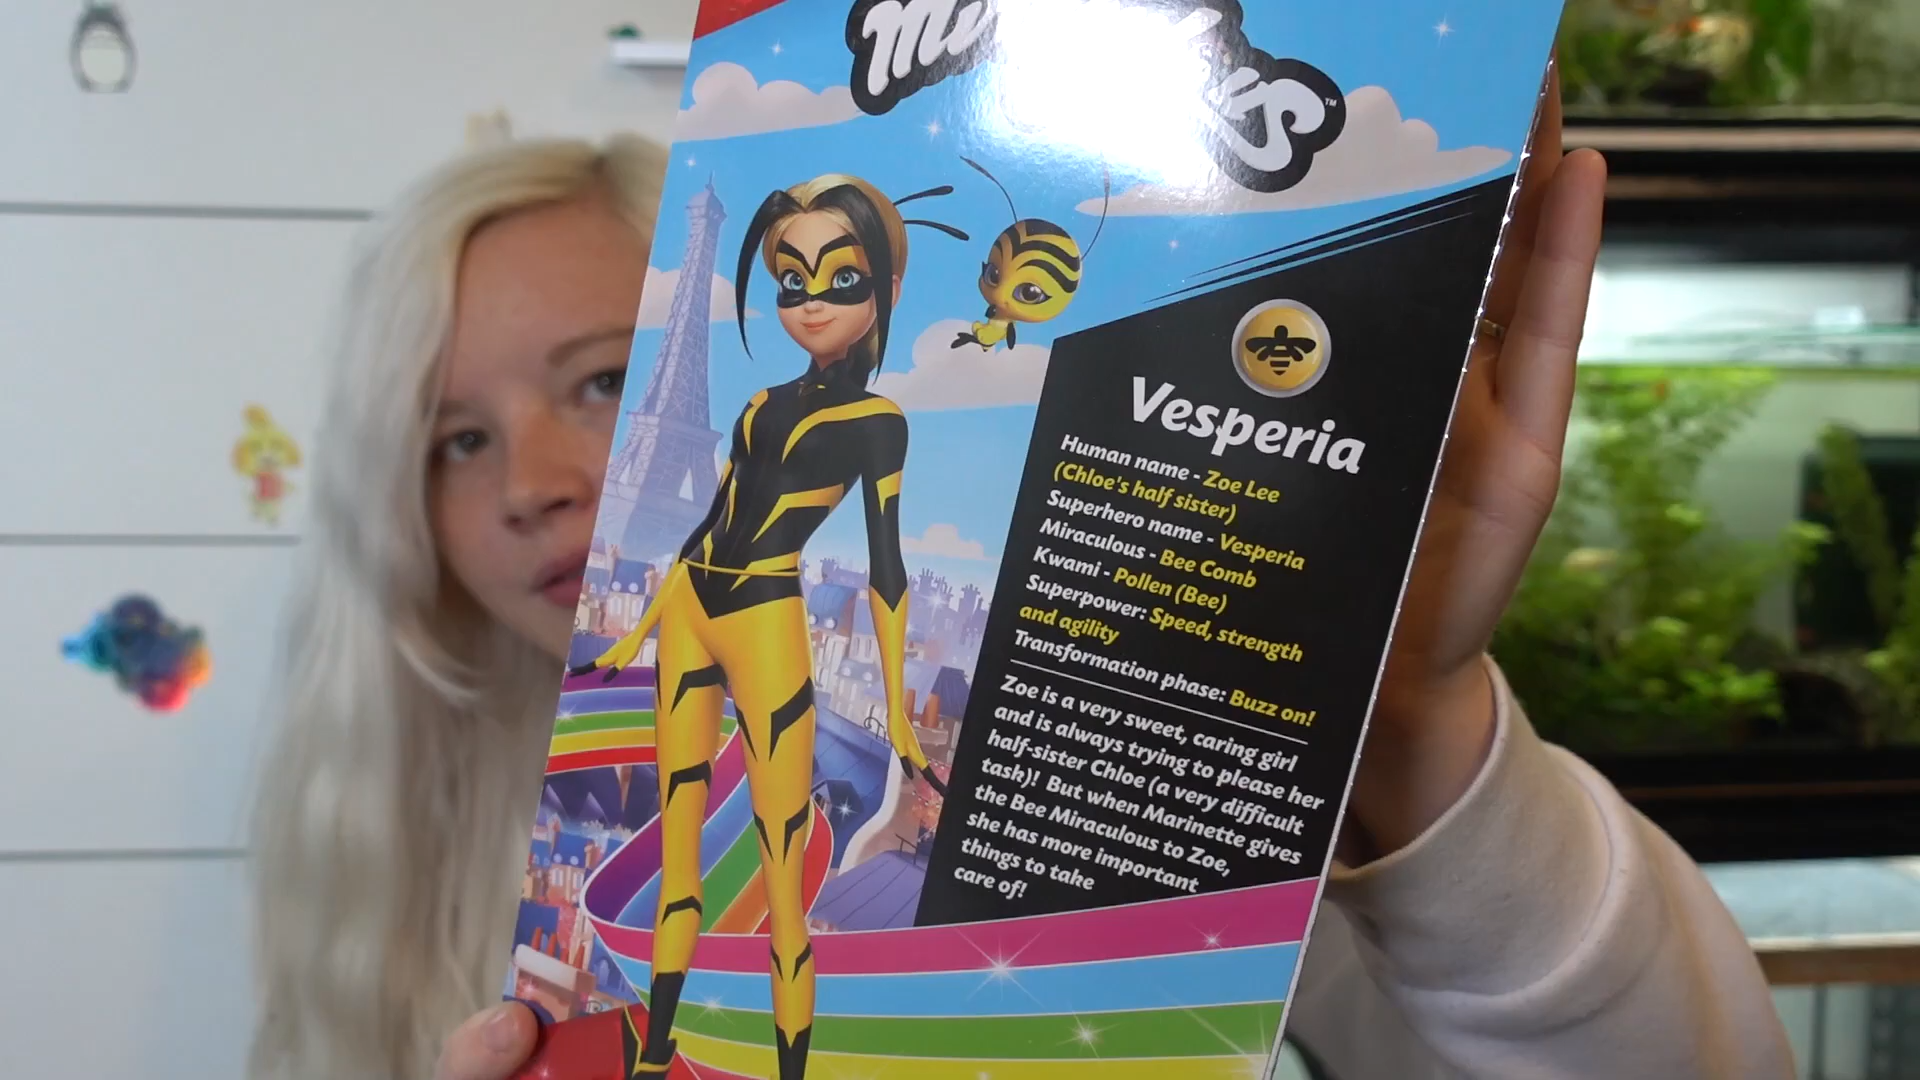 Vesperia
Human name - Zoe Lee
(Chloe's half sister)
Superhero name - Vesperia
Miraculous - Bee Comb
Kwami - Pollen (Bee)
Superpower: Speed, strength
and agility
Transformation phase: Buzz on!
Zoe is a very sweet, caring girl
and is always trying to please her
half-sister Chloe (a very difficult
task)! But when Marinette gives
the Bee Miraculous to Zoe,
she has more important
things to take
care of!